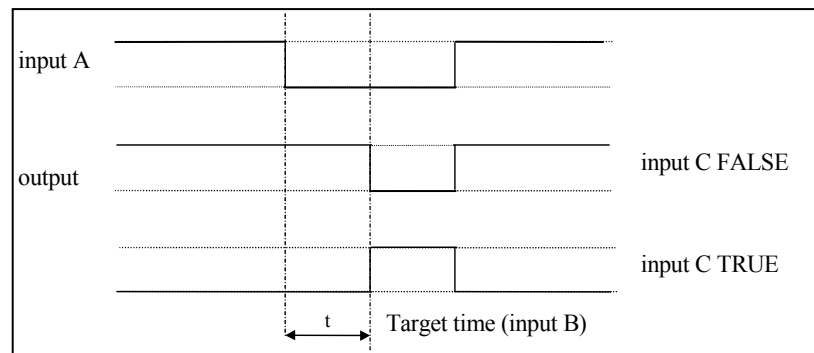 input A
input C FALSE
output
input C TRUE
t
Target time (input B)